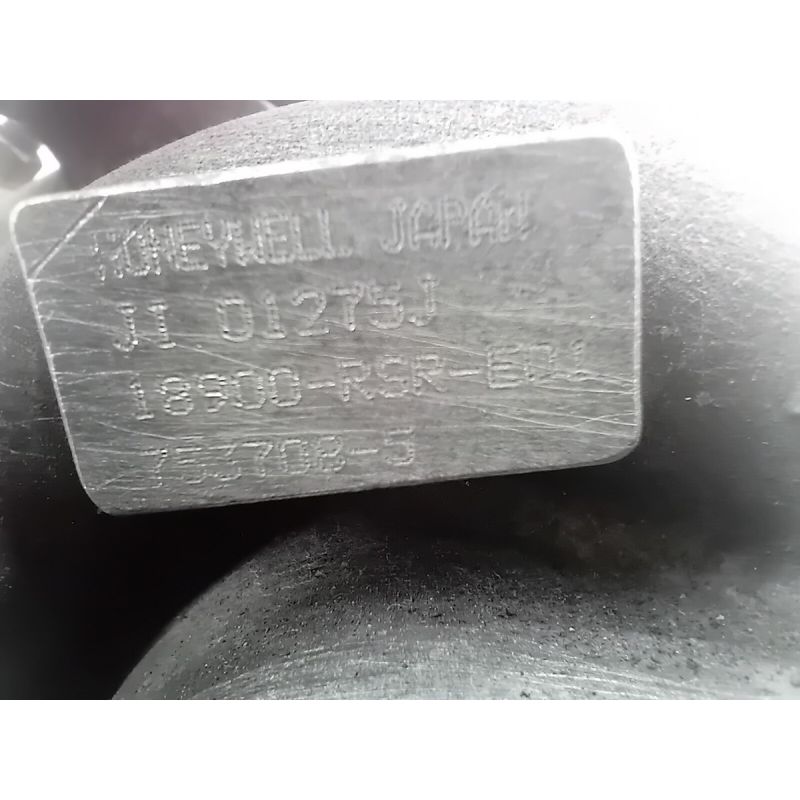 HONEYWELL JAPAN
J1 01275J
18900-RSR-E01
753708-5